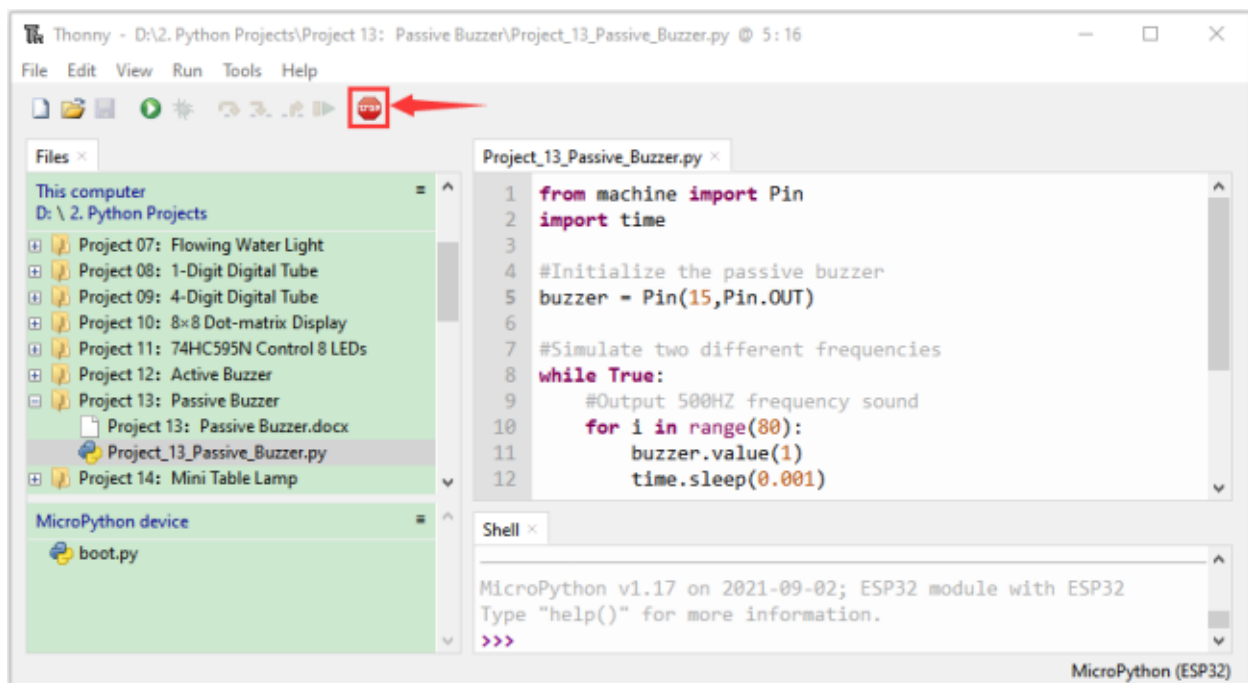 Thonny - D:\2. Python Projects\Project 13: Passive Buzzer\Project_13_Passive_Buzzer.py @ 5:16
File Edit View Run Tools Help
STOP
Files
This computer
D: \ 2. Python Projects
Project 07: Flowing Water Light
Project 08: 1-Digit Digital Tube
Project 09: 4-Digit Digital Tube
Project 10: 8×8 Dot-matrix Display
Project 11: 74HC595N Control 8 LEDs
Project 12: Active Buzzer
Project 13: Passive Buzzer
Project 13: Passive Buzzer.docx
Project_13_Passive_Buzzer.py
Project 14: Mini Table Lamp
MicroPython device
boot.py
Project_13_Passive_Buzzer.py
1 from machine import Pin
2 import time
3
4 #Initialize the passive buzzer
5 buzzer = Pin(15,Pin.OUT)
6
7 #Simulate two different frequencies
8 while True:
9     #Output 500HZ frequency sound
10     for i in range(80):
11         buzzer.value(1)
12         time.sleep(0.001)
Shell
MicroPython v1.17 on 2021-09-02; ESP32 module with ESP32
Type "help()" for more information.
>>>
MicroPython (ESP32)